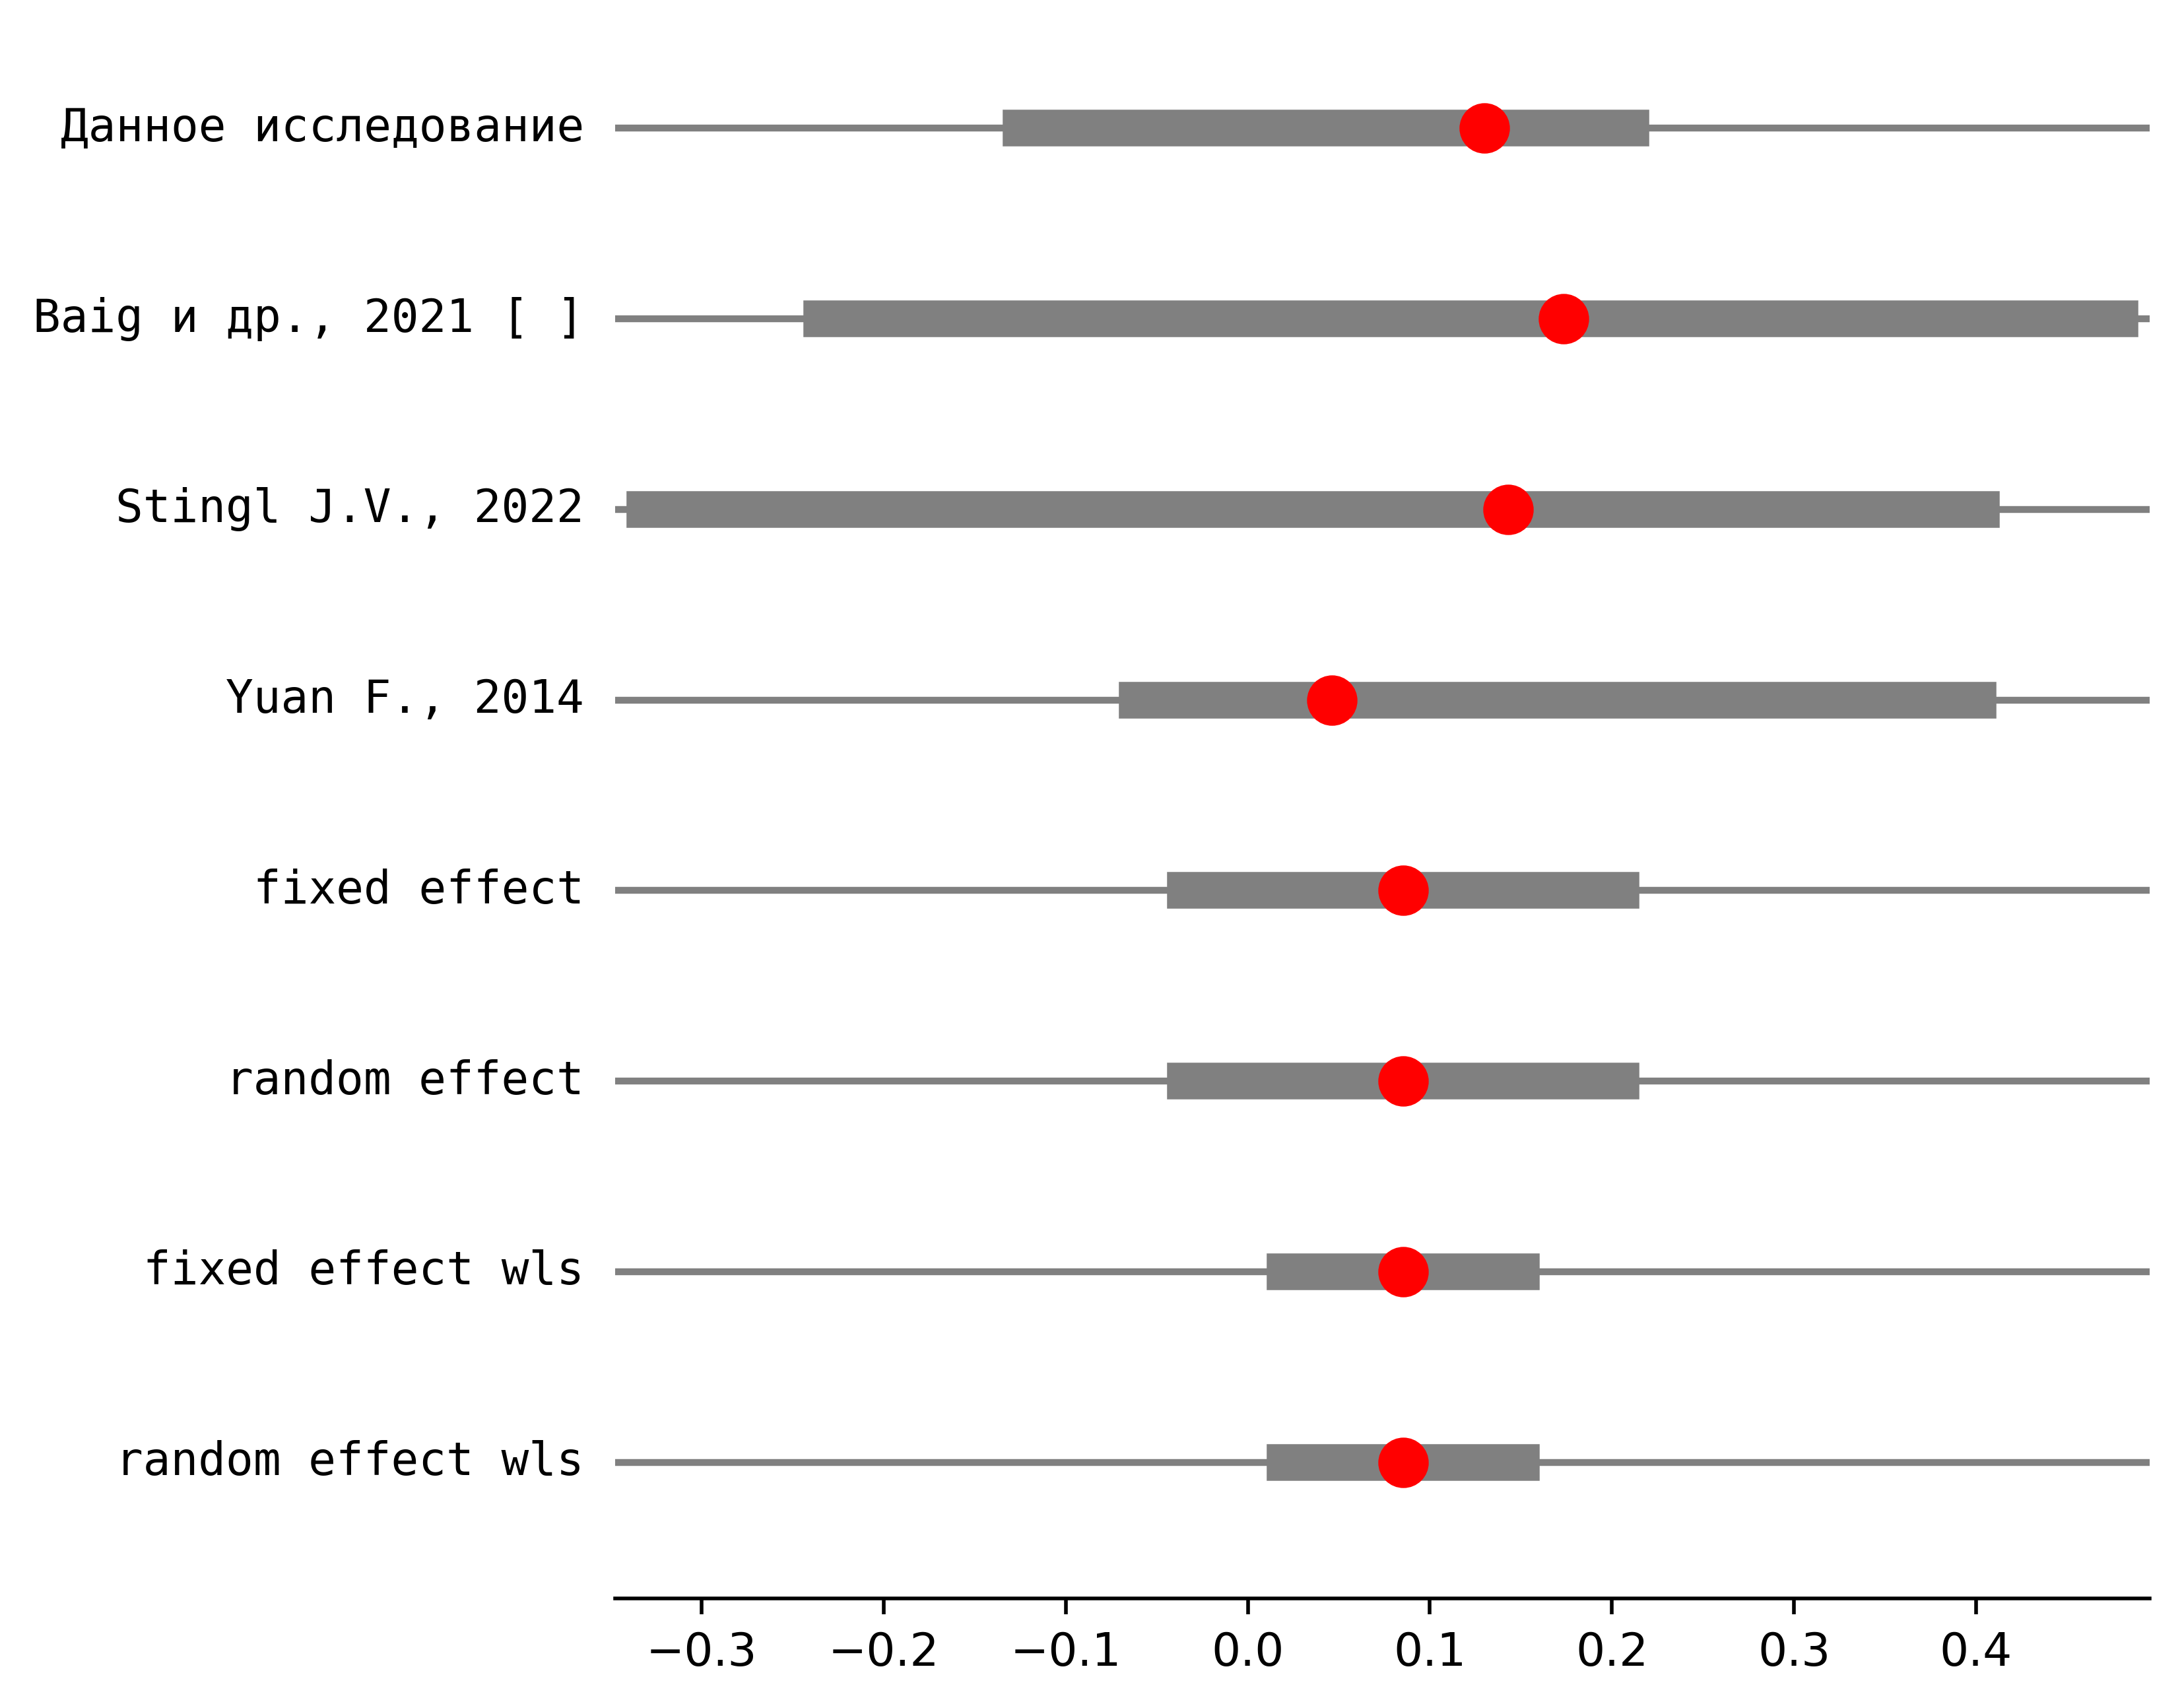 Данное исследование
Baig и др., 2021 [ ]
Stingl J.V., 2022
Yuan F., 2014
fixed effect
random effect
fixed effect wls
random effect wls
−0.3 −0.2 −0.1 0.0 0.1 0.2 0.3 0.4